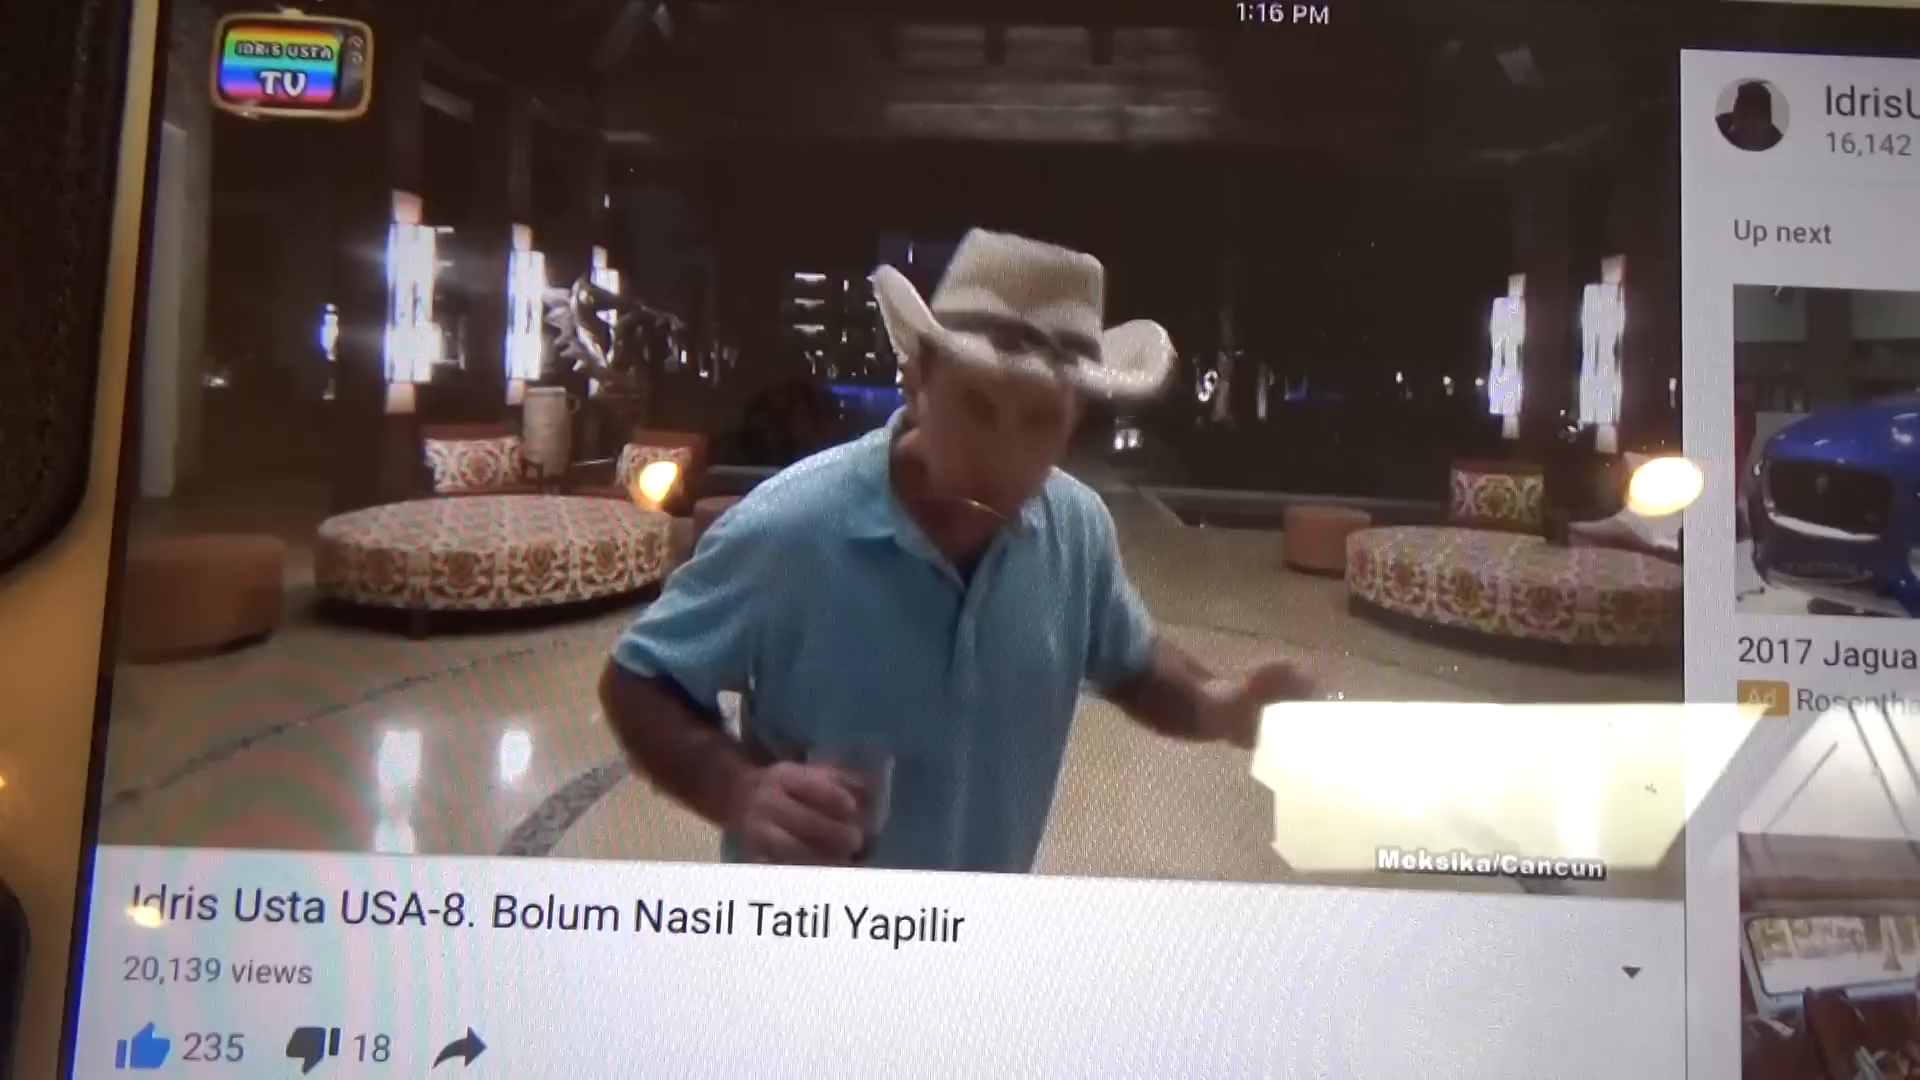 1:16 PM
IDRIS USTA
TV
IdrisU
16,142
Up next
2017 Jagua
Ad Rosentha
Meksika/Cancun
Idris Usta USA-8. Bolum Nasil Tatil Yapilir
20,139 views
235 18